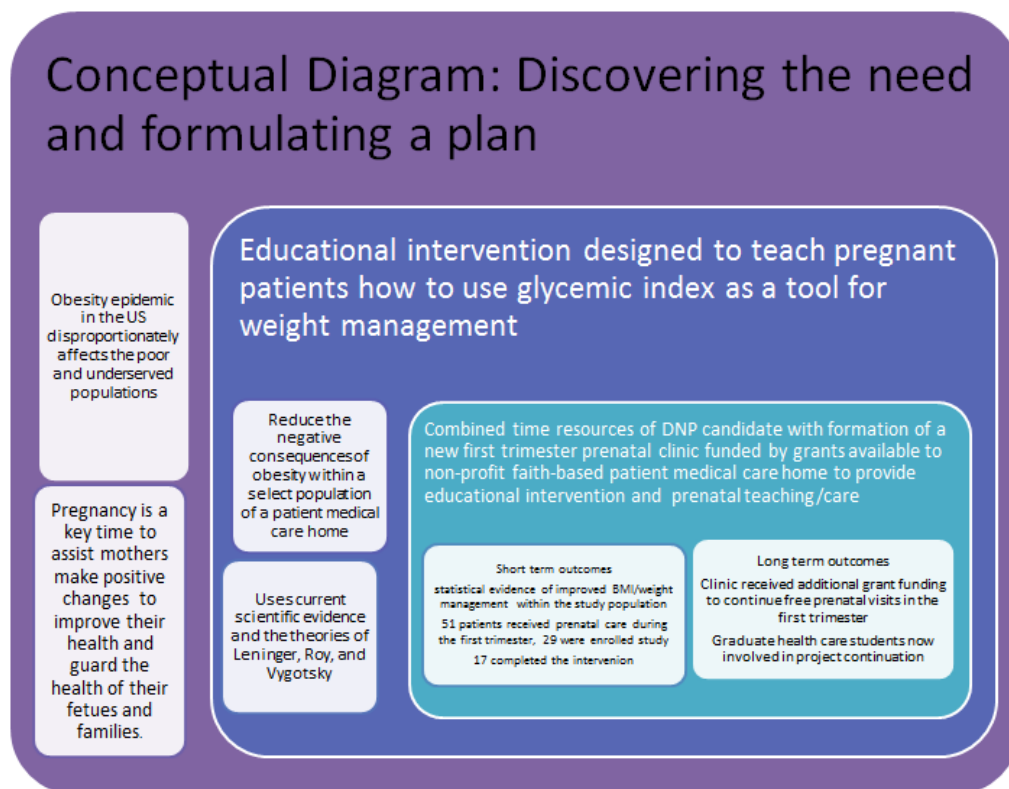 Conceptual Diagram: Discovering the need
and formulating a plan
Obesity epidemic
in the US
disproportionately
affects the poor
and underserved
populations
Pregnancy is a
key time to
assist mothers
make positive
changes to
improve their
health and
guard the
health of their
fetues and
families.
Educational intervention designed to teach pregnant
patients how to use glycemic index as a tool for
weight management
Reduce the
negative
consequences of
obesity within a
select population
of a patient medical
care home
Uses current
scientific evidence
and the theories of
Leninger, Roy, and
Vygotsky
Combined time resources of DNP candidate with formation of a
new first trimester prenatal clinic funded by grants available to
non-profit faith-based patient medical care home to provide
educational intervention and prenatal teaching/care
Short term outcomes
statistical evidence of improved BMI/weight
management within the study population
51 patients received prenatal care during
the first trimester, 29 were enrolled study
17 completed the intervenion
Long term outcomes
Clinic received additional grant funding
to continue free prenatal visits in the
first trimester
Graduate health care students now
involved in project continuation